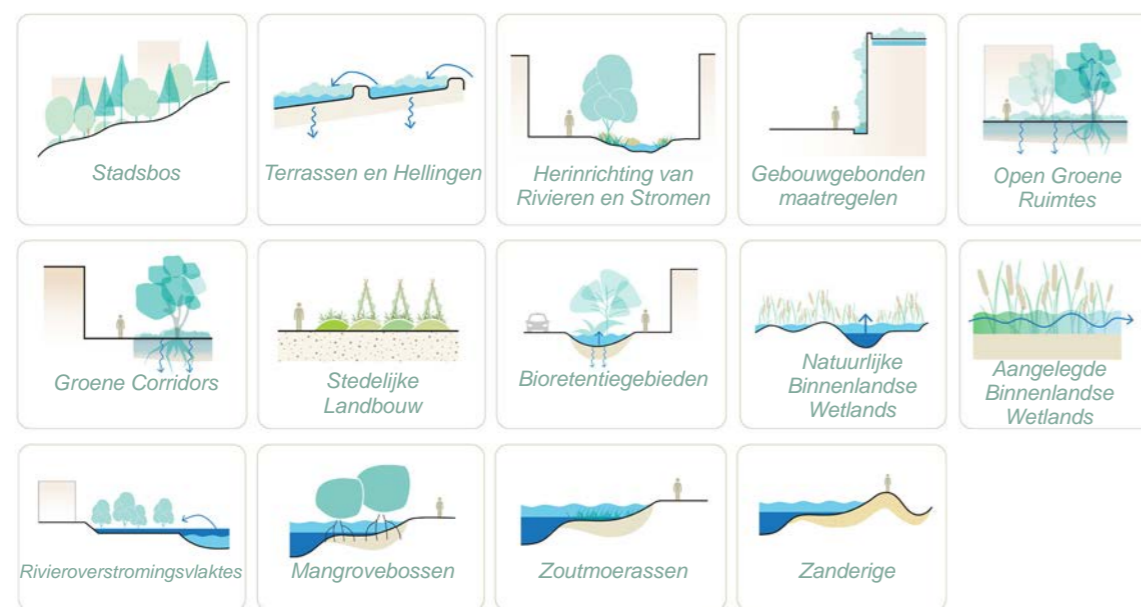 Stadsbos
Terrassen en Hellingen
Herinrichting van
Rivieren en Stromen
Gebouwgebonden
maatregelen
Open Groene
Ruimtes
Groene Corridors
Stedelijke
Landbouw
Bioretentiegebieden
Natuurlijke
Binnenlandse
Wetlands
Aangelegde
Binnenlandse
Wetlands
Rivieroverstromingsvlaktes
Mangrovebossen
Zoutmoerassen
Zanderige